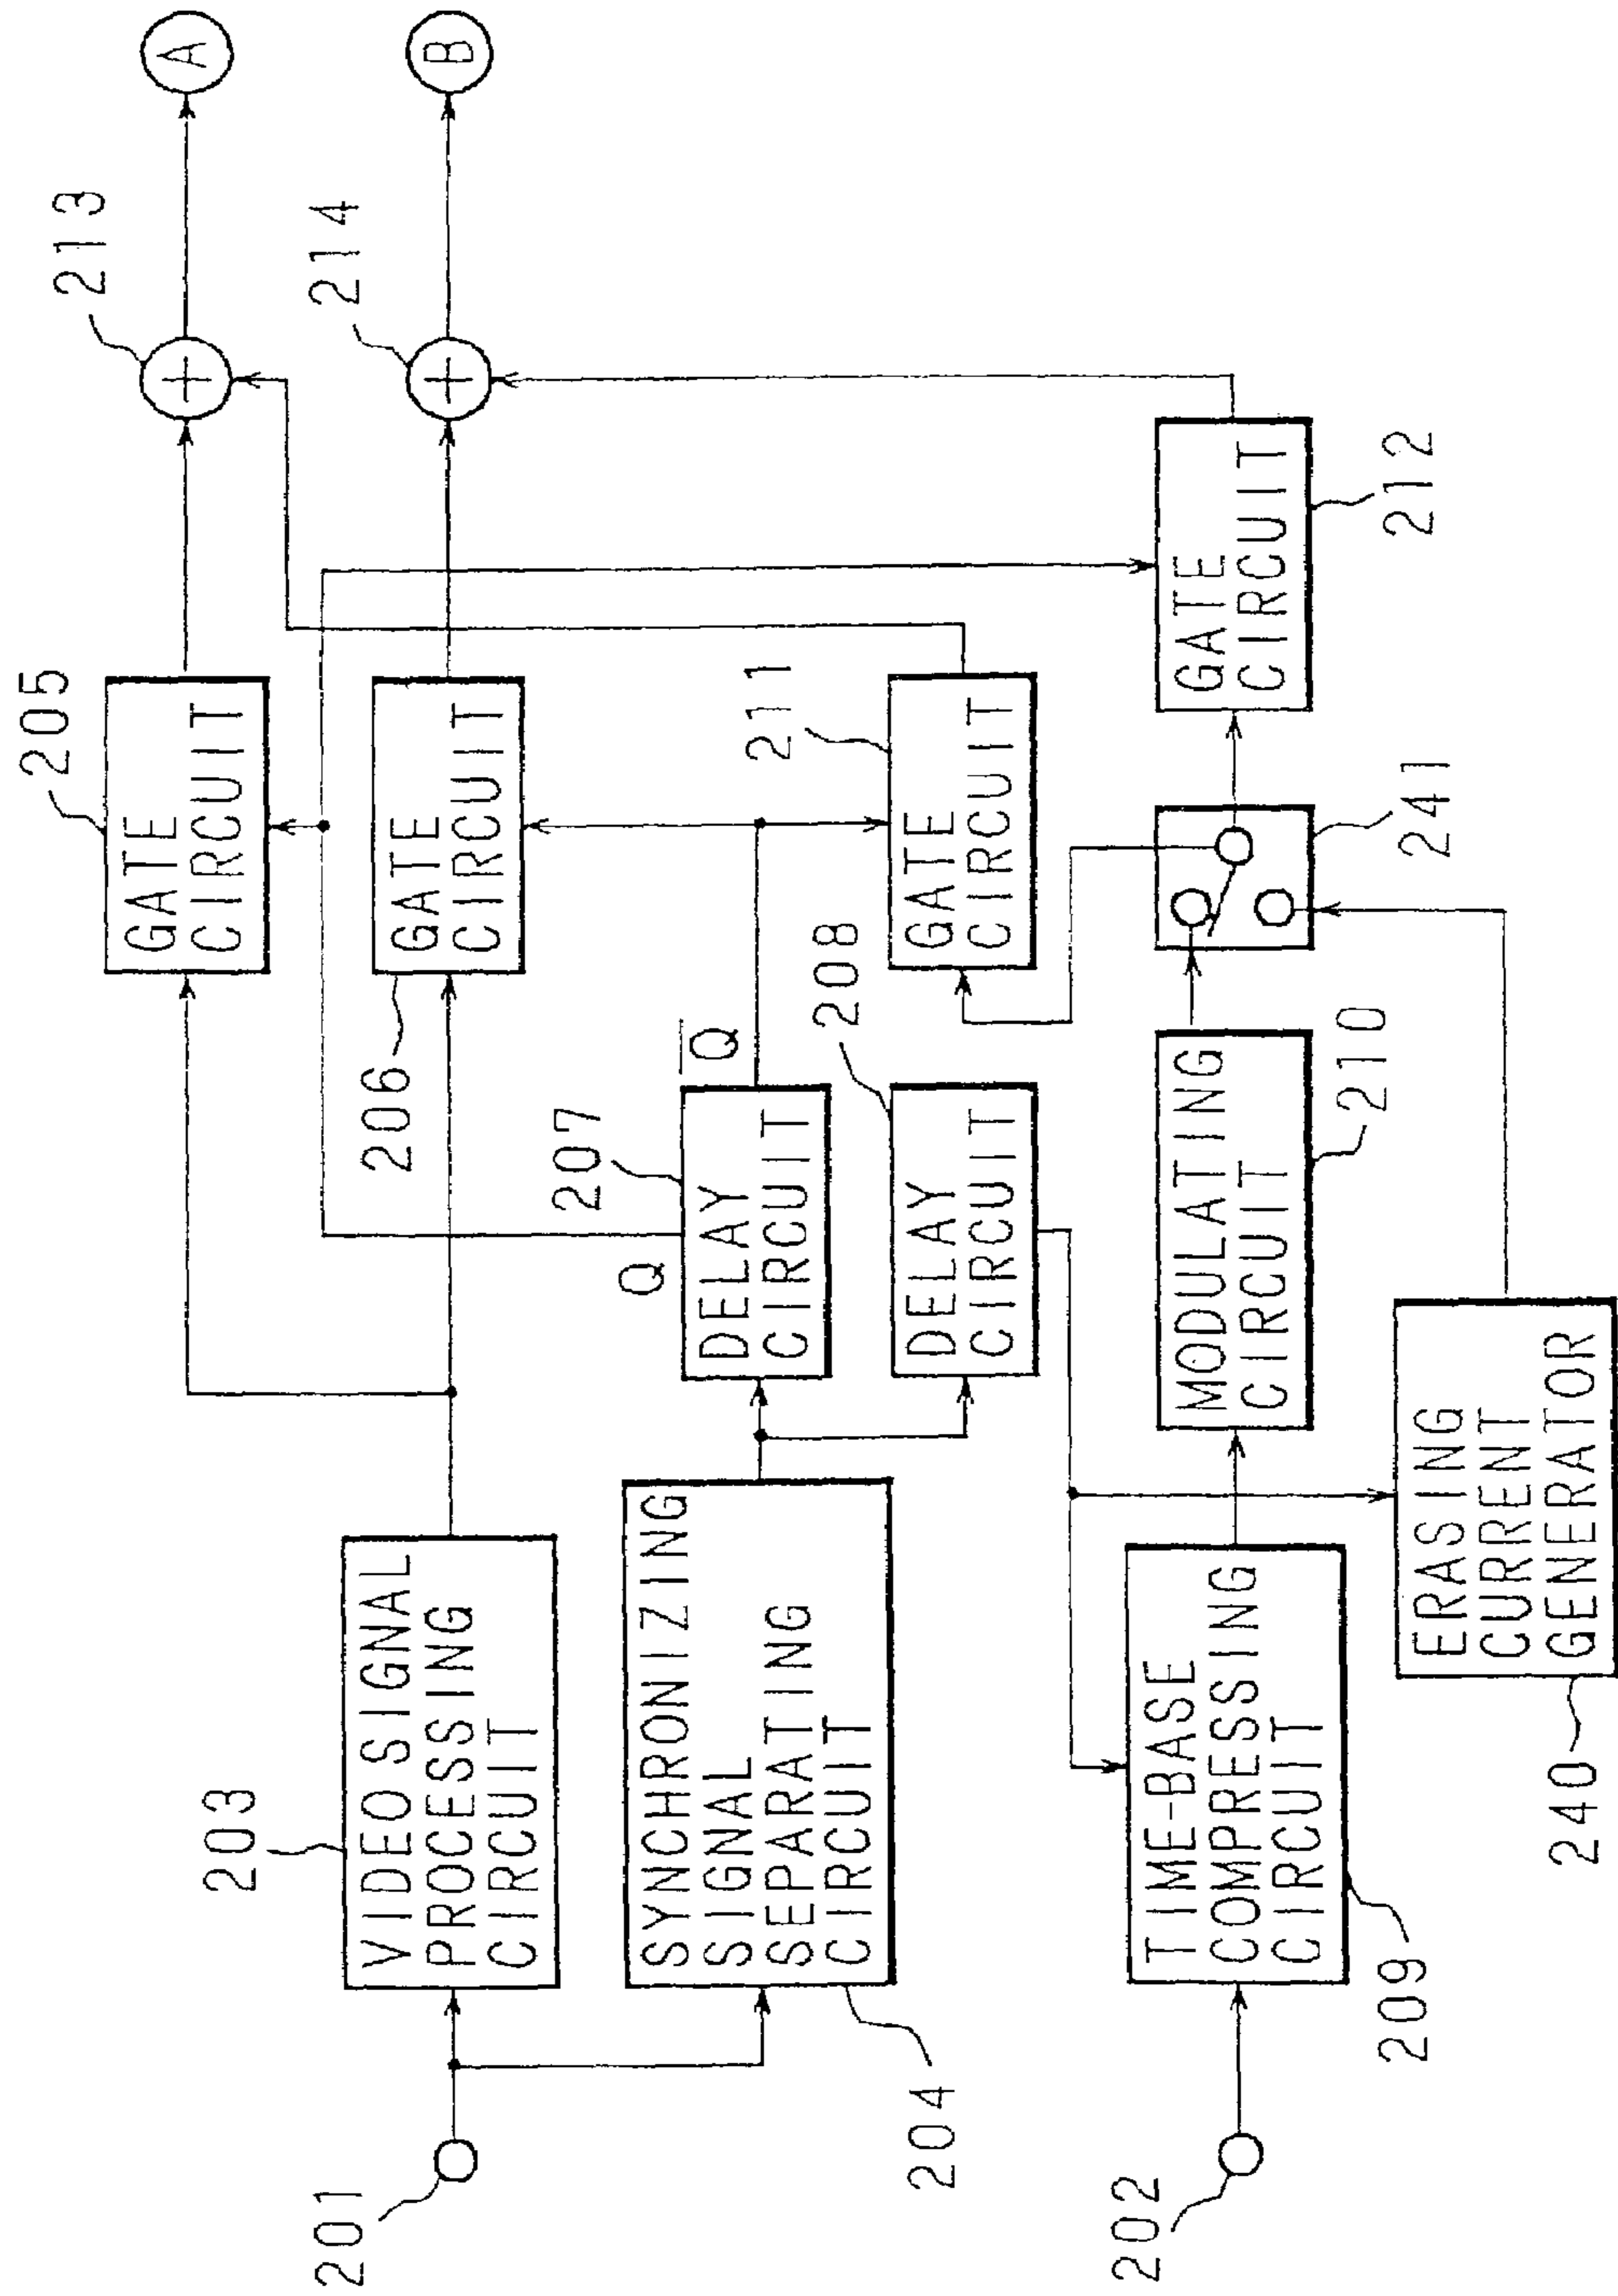 201
202
203
VIDEO SIGNAL
PROCESSING
CIRCUIT
SYNCHRONIZING
SIGNAL
SEPARATING
CIRCUIT
204
TIME-BASE
COMPRESSING
CIRCUIT
209
ERASING
CURRENT
GENERATOR
240
Q
Q̅
207
DELAY
CIRCUIT
208
DELAY
CIRCUIT
MODULATING
CIRCUIT
210
205
GATE
CIRCUIT
206
GATE
CIRCUIT
211
GATE
CIRCUIT
241
GATE
CIRCUIT
212
213
+
214
+
A
B